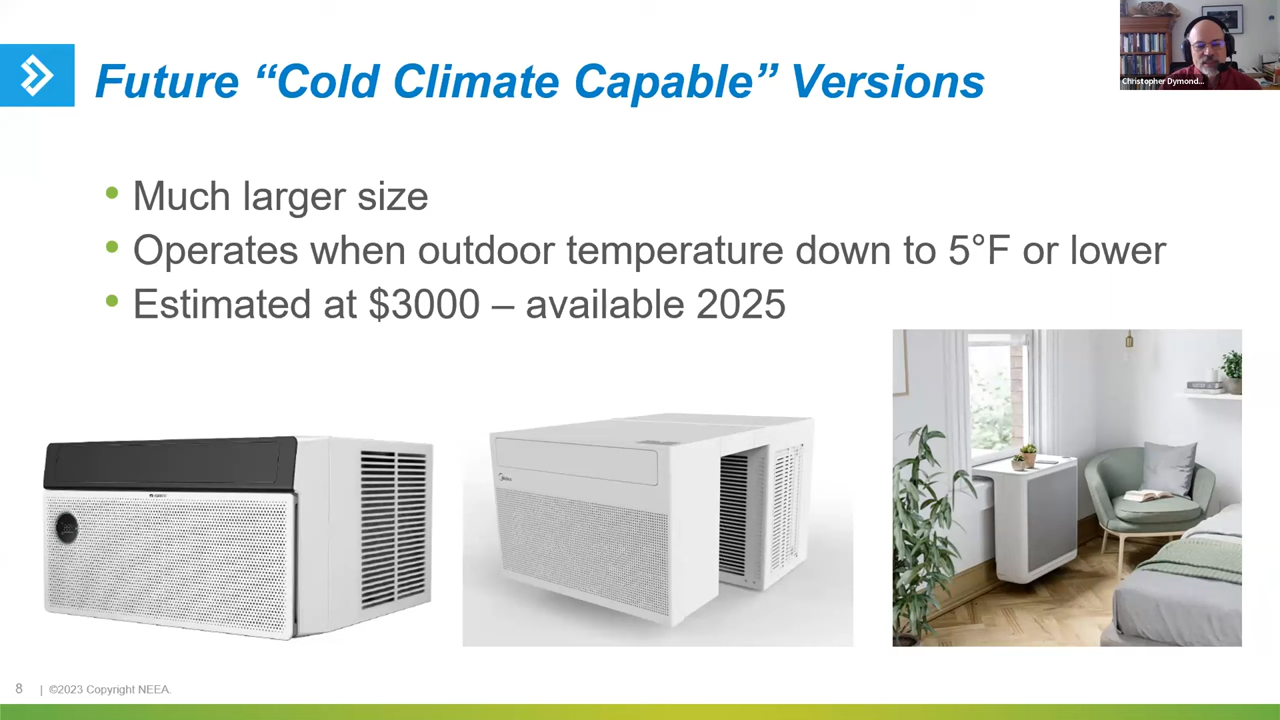 Future “Cold Climate Capable” Versions
Christopher Dymond...
• Much larger size
• Operates when outdoor temperature down to 5°F or lower
• Estimated at $3000 – available 2025
Midea
8 | ©2023 Copyright NEEA.